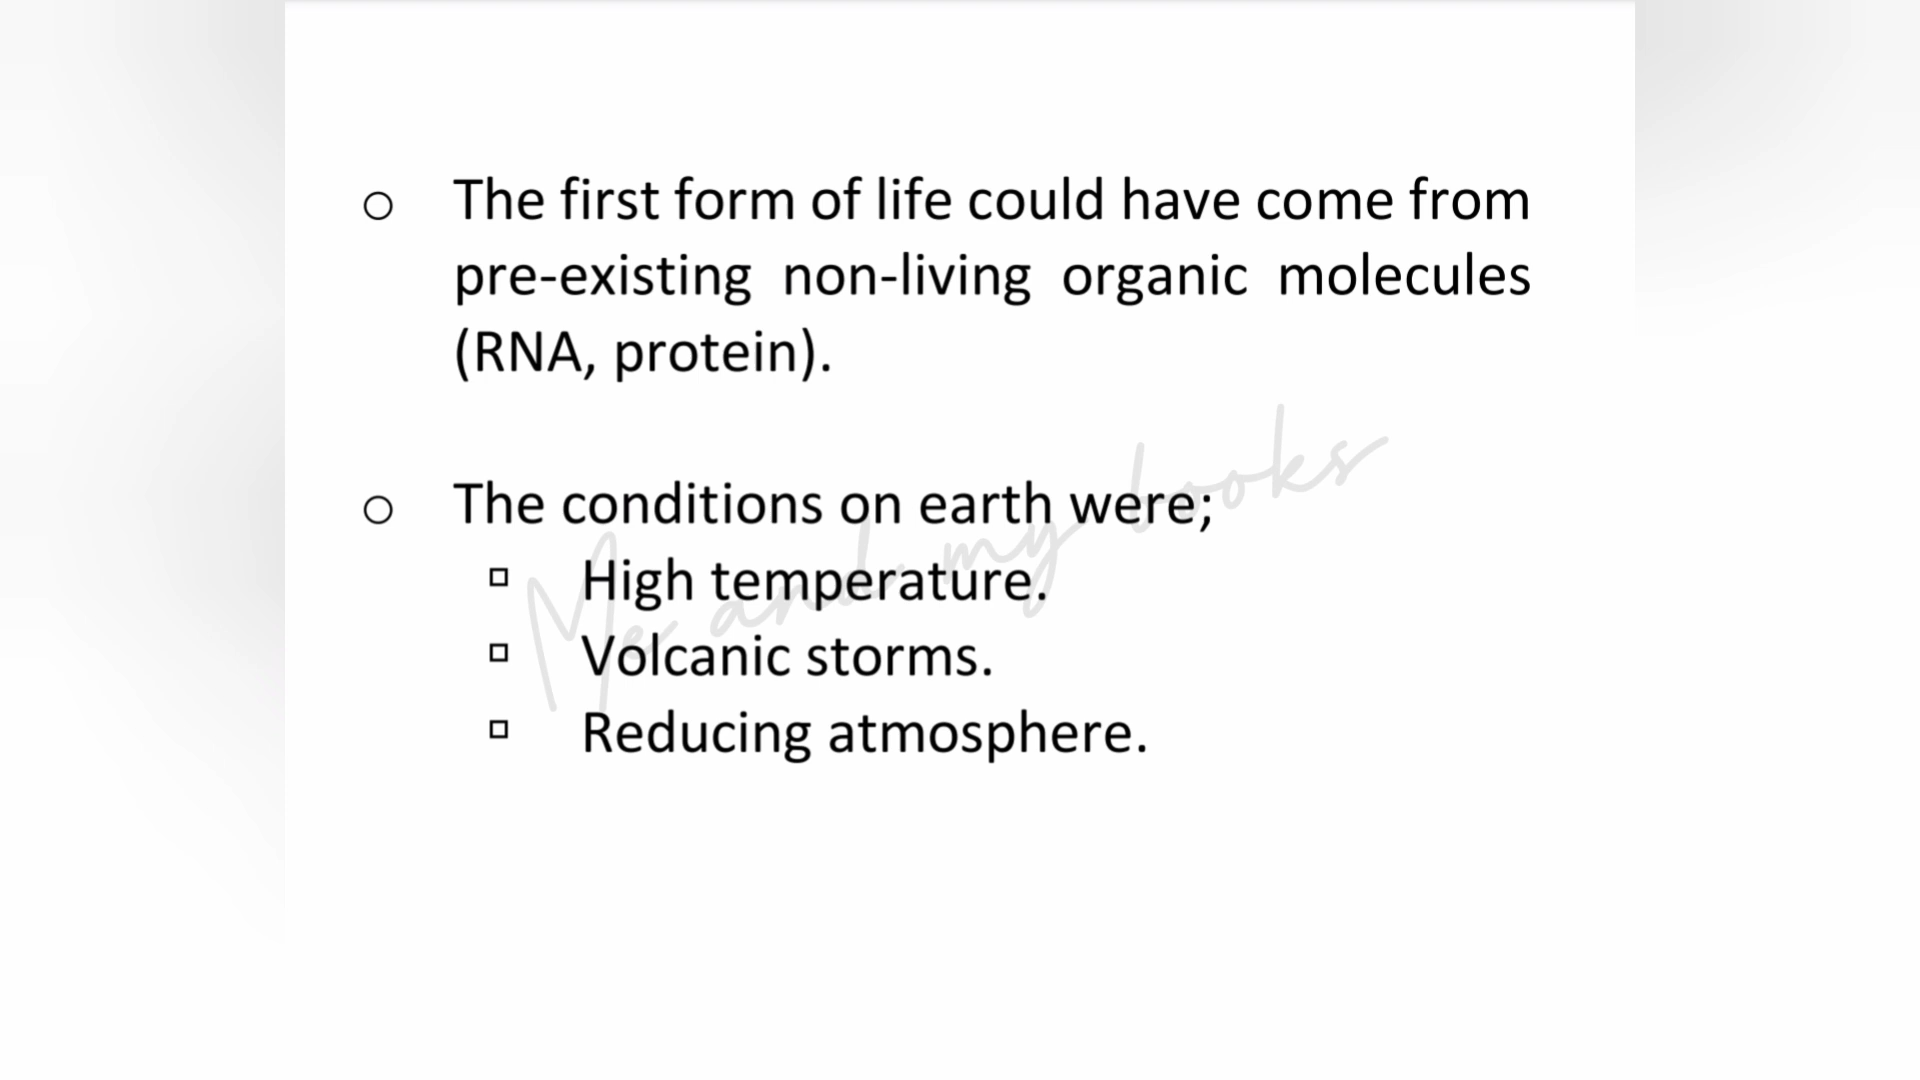 ○ The first form of life could have come from
pre-existing non-living organic molecules
(RNA, protein).
○ The conditions on earth were;
▫ High temperature.
▫ Volcanic storms.
▫ Reducing atmosphere.
Me and my books